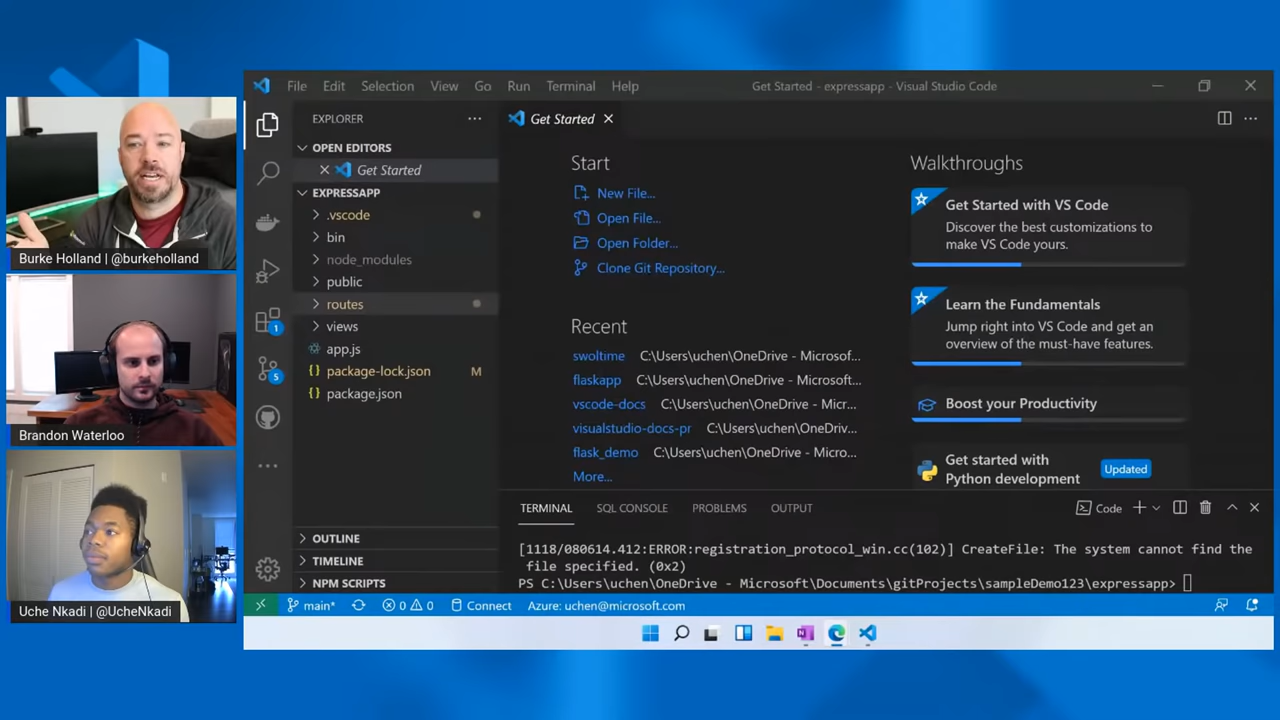 Burke Holland | @burkeholland
Brandon Waterloo
Uche Nkadi | @UcheNkadi
File Edit Selection View Go Run Terminal Help
Get Started - expressapp - Visual Studio Code
EXPLORER
OPEN EDITORS
Get Started
EXPRESSAPP
.vscode
bin
node_modules
public
routes
views
app.js
package-lock.json M
package.json
OUTLINE
TIMELINE
NPM SCRIPTS
1
5
Get Started
Start
New File...
Open File...
Open Folder...
Clone Git Repository...
Recent
swoltime C:\Users\uchen\OneDrive - Microsof...
flaskapp C:\Users\uchen\OneDrive - Microsoft...
vscode-docs C:\Users\uchen\OneDrive - Micr...
visualstudio-docs-pr C:\Users\uchen\OneDriv...
flask_demo C:\Users\uchen\OneDrive - Micro...
More...
Walkthroughs
Get Started with VS Code
Discover the best customizations to
make VS Code yours.
Learn the Fundamentals
Jump right into VS Code and get an
overview of the must-have features.
Boost your Productivity
Get started with
Python development
Updated
TERMINAL SQL CONSOLE PROBLEMS OUTPUT
Code
[1118/080614.412:ERROR:registration_protocol_win.cc(102)] CreateFile: The system cannot find the
file specified. (0x2)
PS C:\Users\uchen\OneDrive - Microsoft\Documents\gitProjects\sampleDemo123\expressapp>
main* 0 0 Connect Azure: uchen@microsoft.com